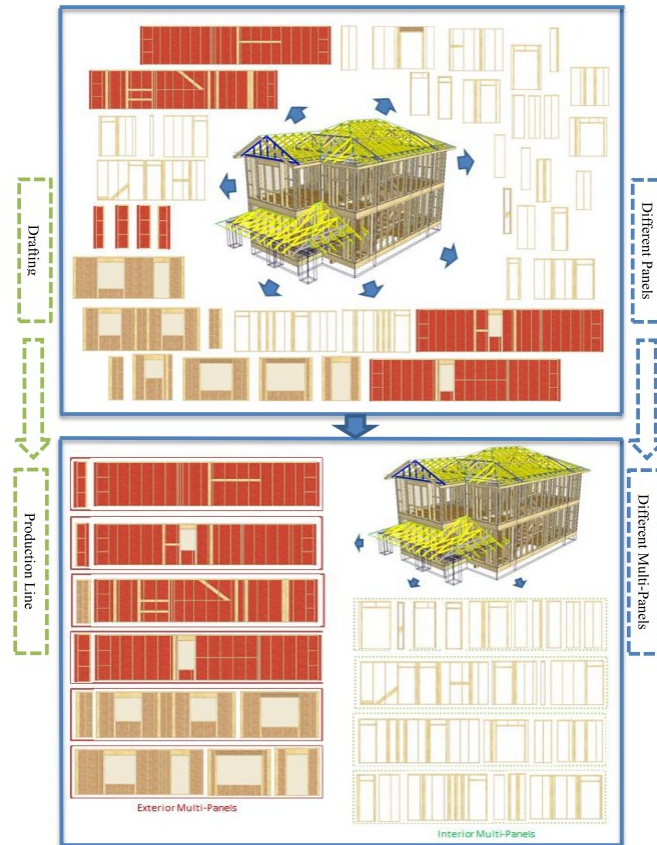 Drafting
Different Panels
Production Line
Different Multi-Panels
Exterior Multi-Panels
Interior Multi-Panels